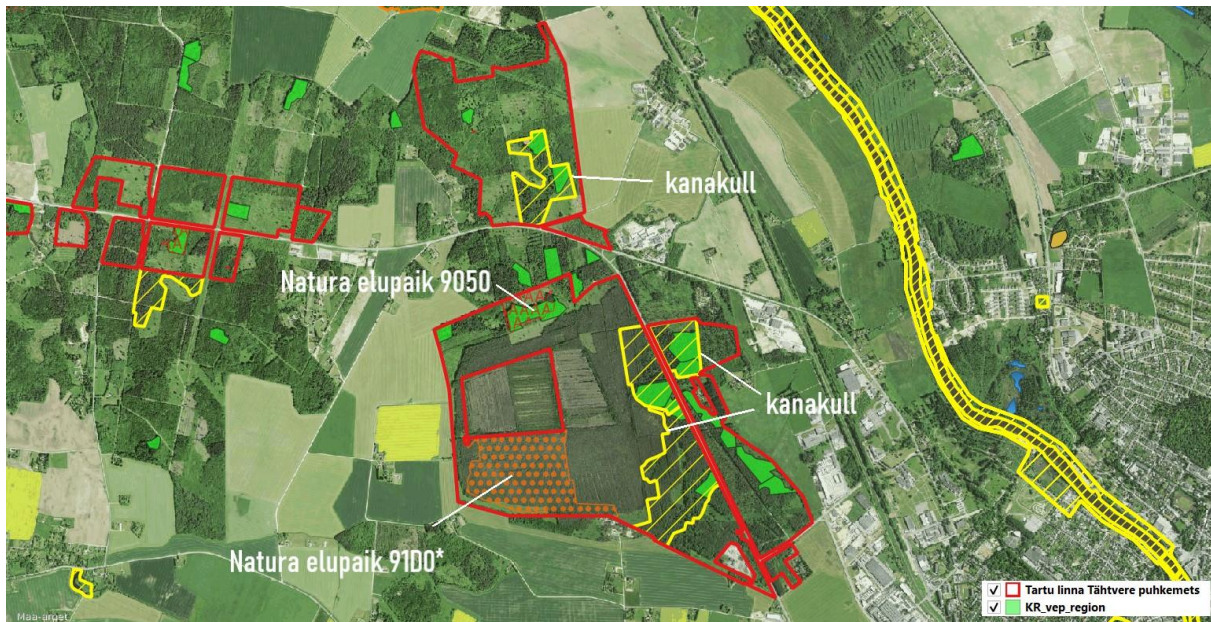 kanakull
Natura elupaik 9050
kanakull
Natura elupaik 91D0*
Tartu linna Tähtvere puhkemets
KR_vep_region
Maa-amet